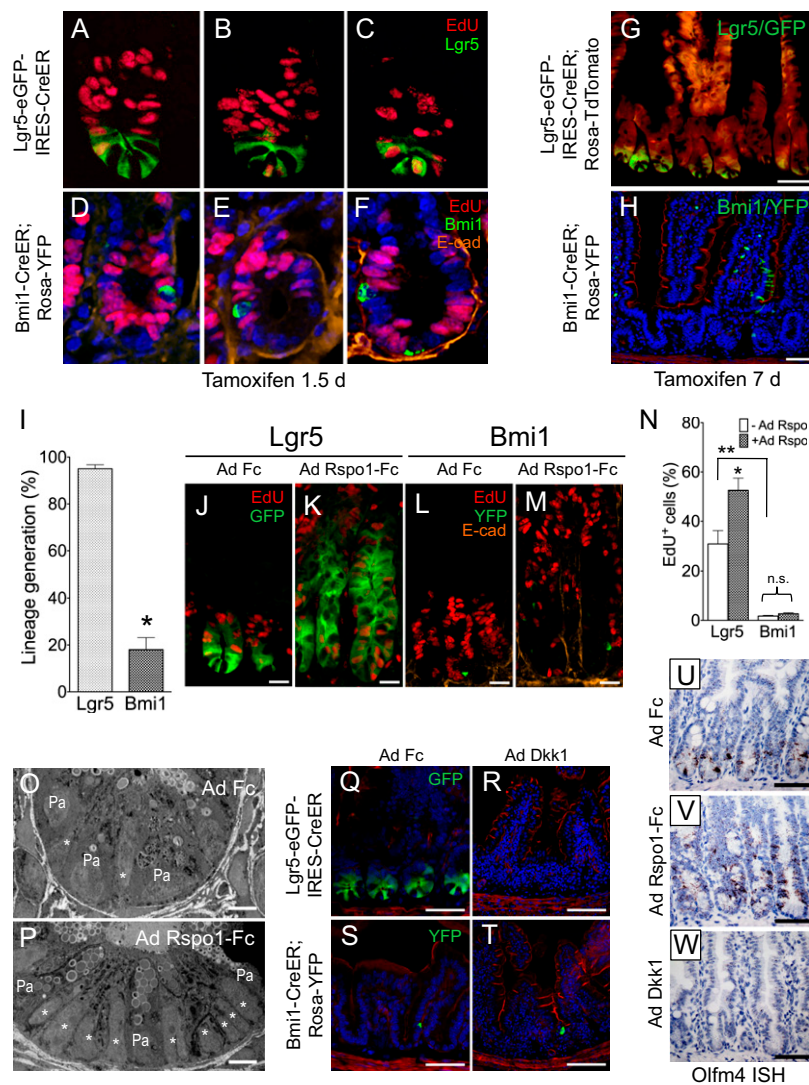 A
B
C
EdU
Lgr5
Lgr5-eGFP-
IRES-CreER
D
E
F
EdU
Bmi1
E-cad
Bmi1-CreER;
Rosa-YFP
Tamoxifen 1.5 d
G
Lgr5/GFP
Lgr5-eGFP-
IRES-CreER;
Rosa-TdTomato
H
Bmi1/YFP
Bmi1-CreER;
Rosa-YFP
Tamoxifen 7 d
I
Lineage generation (%)
100
80
60
40
20
0
*
Lgr5
Bmi1
Lgr5
Bmi1
Ad Fc
Ad Rspo1-Fc
Ad Fc
Ad Rspo1-Fc
J
EdU
GFP
K
L
EdU
YFP
E-cad
M
N
- Ad Rspo
+Ad Rspo
EdU+ cells (%)
80
60
40
20
0
**
*
n.s.
Lgr5
Bmi1
O
Ad Fc
Pa
Pa
Pa
* *
P
Ad Rspo1-Fc
Pa
Pa
Pa
* * * * * * * *
Ad Fc
Ad Dkk1
Lgr5-eGFP-
IRES-CreER
Q
GFP
R
Bmi1-CreER;
Rosa-YFP
S
YFP
T
Ad Fc
U
Ad Rspo1-Fc
V
Ad Dkk1
W
Olfm4 ISH